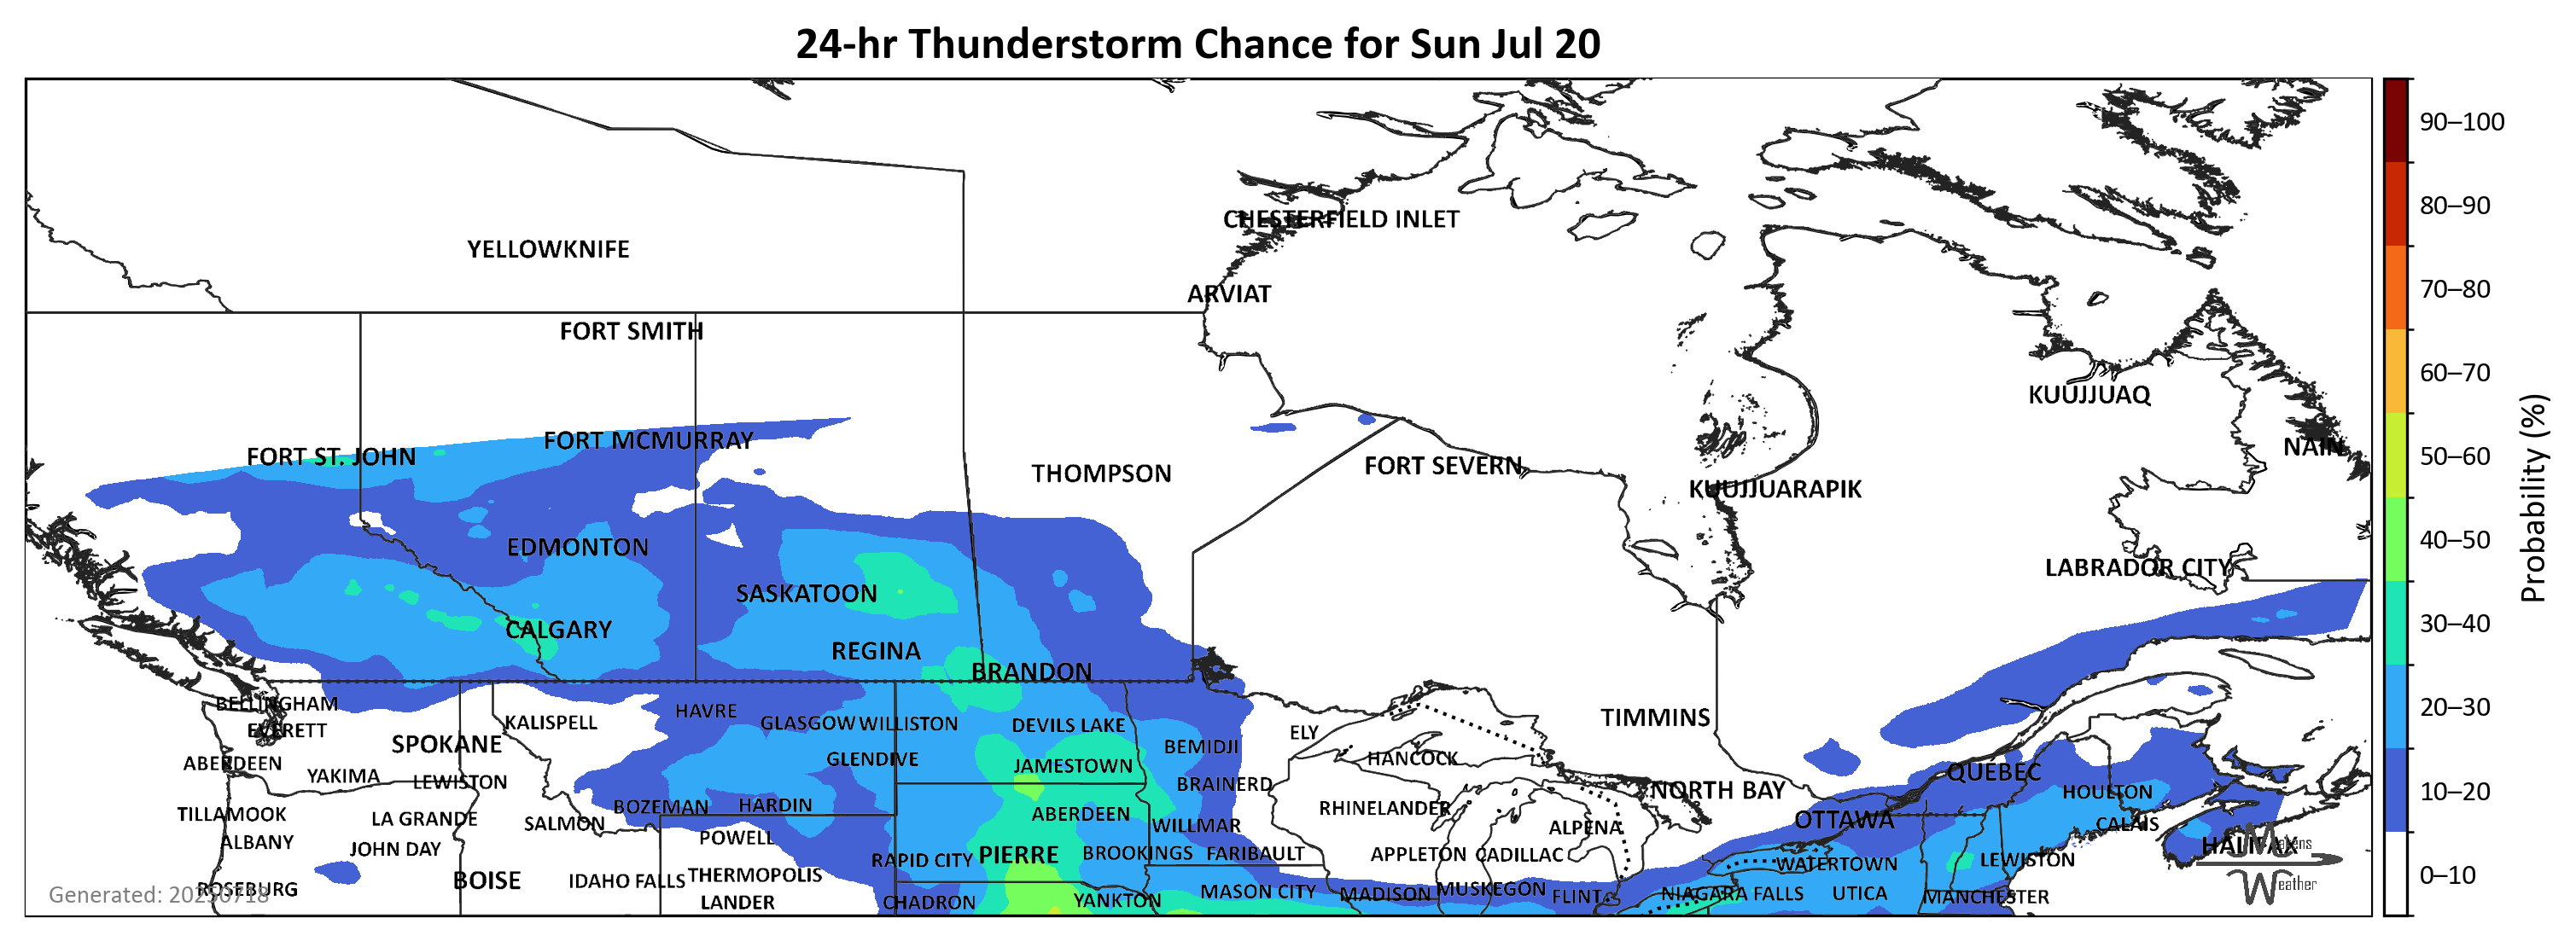 24-hr Thunderstorm Chance for Sun Jul 20
90–100
80–90
70–80
60–70
50–60
40–50
30–40
20–30
10–20
0–10
Probability (%)
CHESTERFIELD INLET
YELLOWKNIFE
ARVIAT
FORT SMITH
KUUJJUAQ
FORT MCMURRAY
NAIN
FORT ST. JOHN
FORT SEVERN
THOMPSON
KUUJJUARAPIK
EDMONTON
LABRADOR CITY
SASKATOON
CALGARY
REGINA
BRANDON
BELLINGHAM
HAVRE
TIMMINS
KALISPELL
GLASGOW WILLISTON
DEVILS LAKE
EVERETT
ELY
SPOKANE
BEMIDJI
GLENDIVE
HANCOCK
ABERDEEN
JAMESTOWN
QUÉBEC
YAKIMA
LEWISTON
BRAINERD
NORTH BAY
HOULTON
BOZEMAN
HARDIN
RHINELANDER
TILLAMOOK
LA GRANDE
ABERDEEN
OTTAWA
SALMON
WILLMAR
ALPENA
CALAIS
ALBANY
POWELL
HALIFAX
JOHN DAY
RAPID CITY
PIERRE
BROOKINGS
FARIBAULT
APPLETON
CADILLAC
WATERTOWN
LEWISTON
BOISE
IDAHO FALLS
THERMOPOLIS
ROSEBURG
MASON CITY
MADISON
MUSKEGON
FLINT
NIAGARA FALLS
UTICA
MANCHESTER
LANDER
CHADRON
YANKTON
Generated: 20250718
Weather